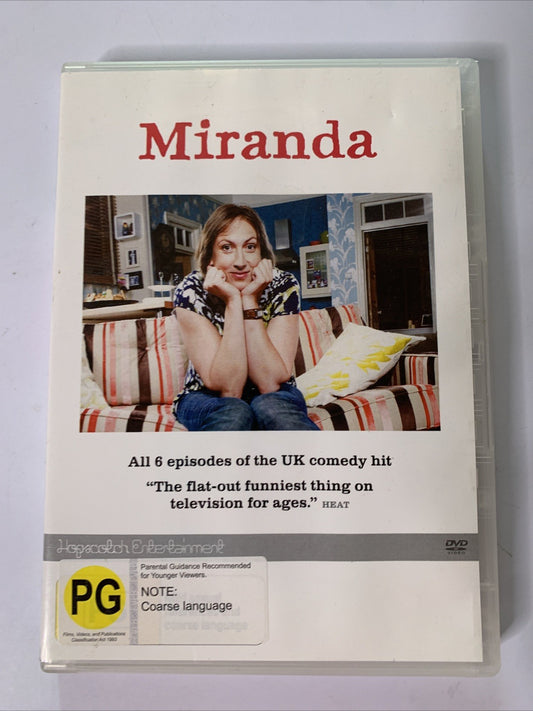 Miranda
All 6 episodes of the UK comedy hit
“The flat-out funniest thing on
television for ages.” HEAT
Hopscotch Entertainment
DVD
VIDEO
PG
Parental Guidance Recommended
for Younger Viewers.
NOTE:
Coarse language
coarse language
Films, Videos, and Publications
Classification Act 1993